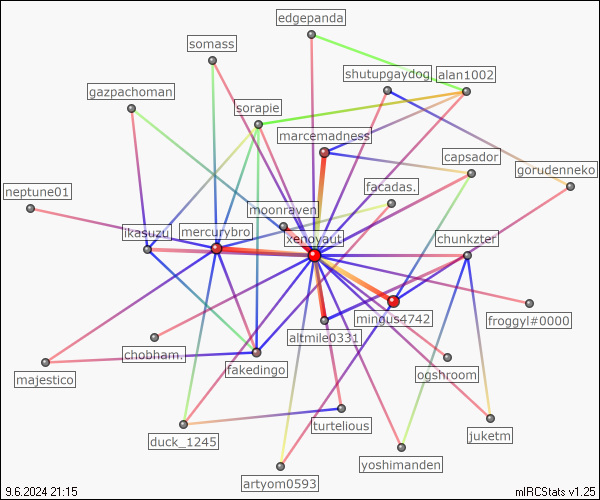 edgepanda
somass
shutupgaydog
alan1002
gazpachoman
sorapie
marcemadness
capsador
gorudenneko
neptune01
facadas.
moonraven
ikasuzu
mercurybro
xenoyaut
chunkzter
mingus4742
froggyl#0000
altmile0331
chobham.
fakedingo
majestico
ogshroom
turtelious
duck_1245
juketm
yoshimanden
artyom0593
9.6.2024 21:15
mIRCStats v1.25